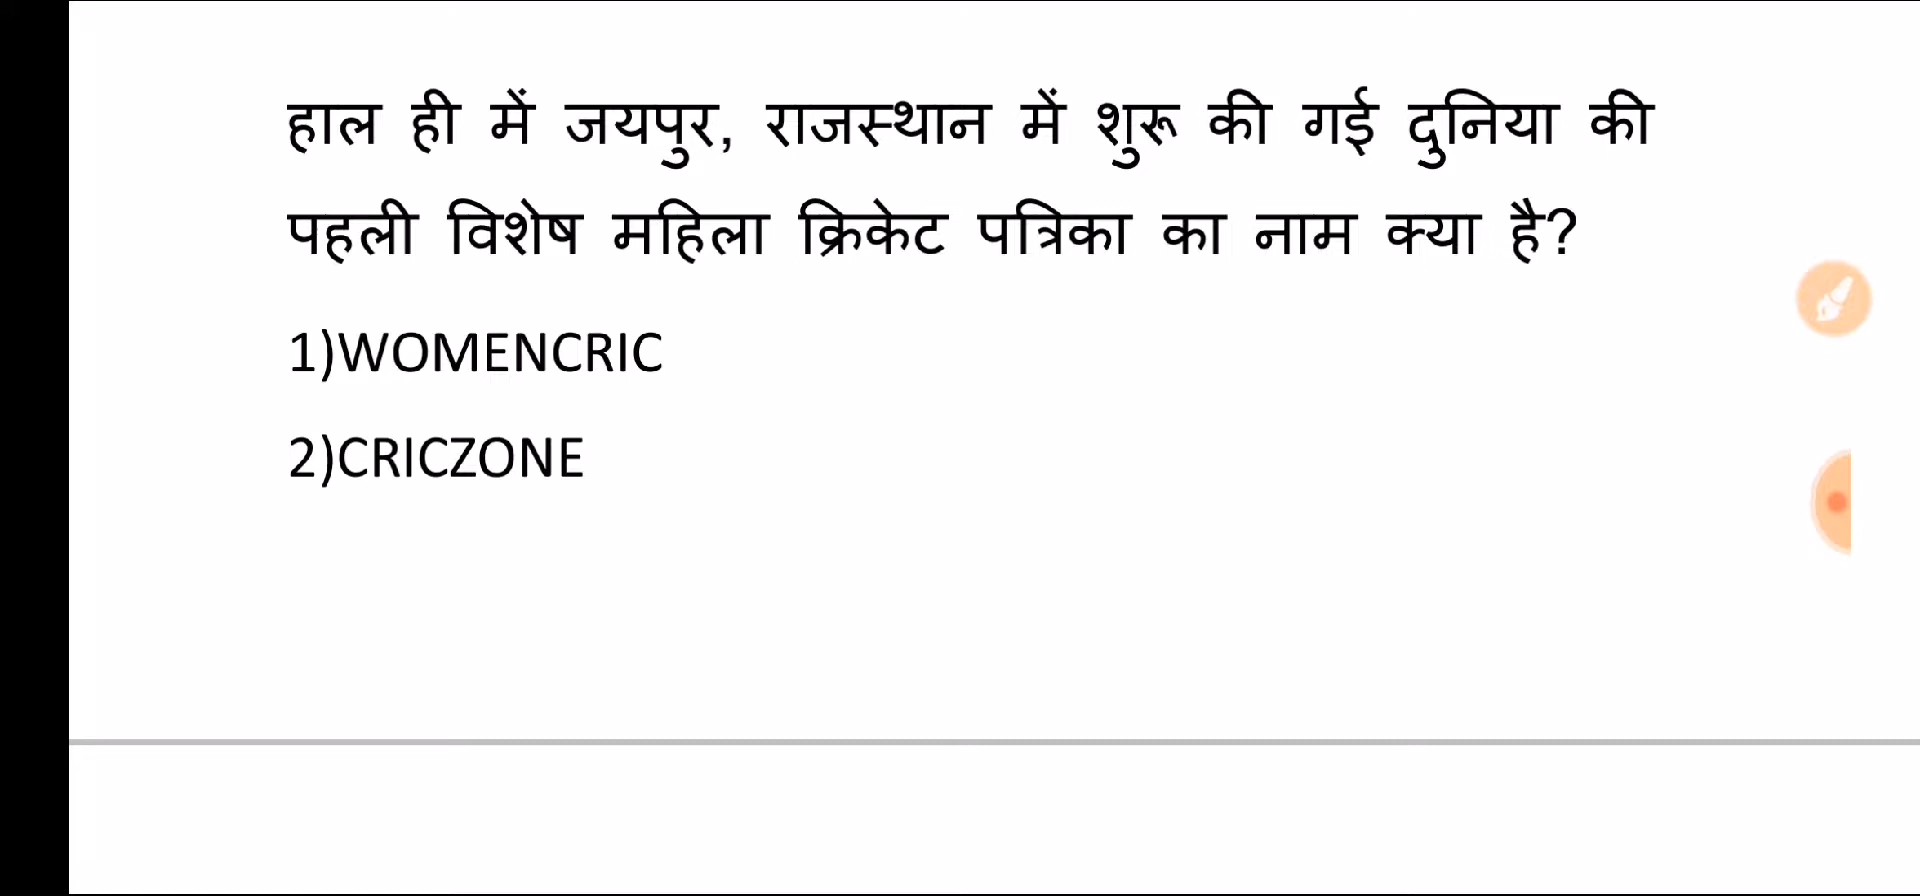 हाल ही में जयपुर, राजस्थान में शुरू की गई दुनिया की
पहली विशेष महिला क्रिकेट पत्रिका का नाम क्या है?
1)WOMENCRIC
2)CRICZONE